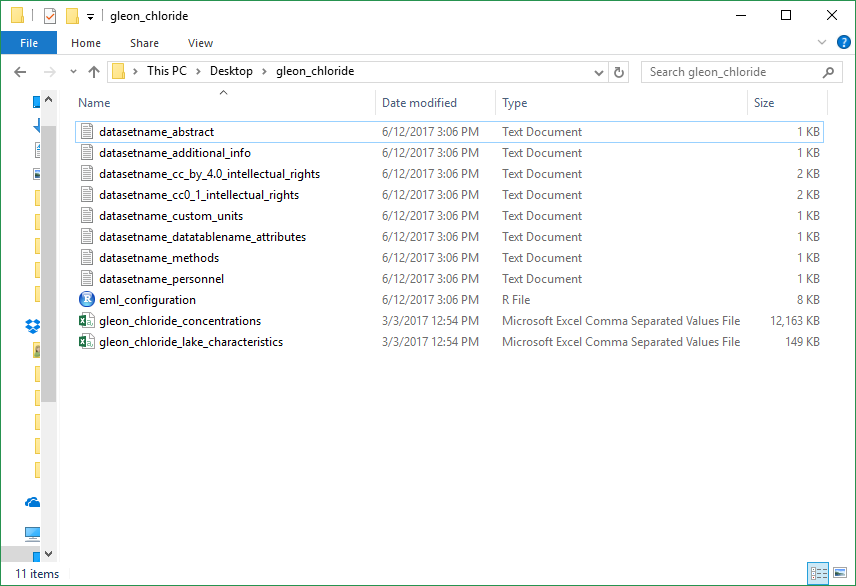 gleon_chloride
File Home Share View ?
This PC Desktop gleon_chloride Search gleon_chloride
Name Date modified Type Size
datasetname_abstract 6/12/2017 3:06 PM Text Document 1 KB
datasetname_additional_info 6/12/2017 3:06 PM Text Document 1 KB
datasetname_cc_by_4.0_intellectual_rights 6/12/2017 3:06 PM Text Document 2 KB
datasetname_cc0_1_intellectual_rights 6/12/2017 3:06 PM Text Document 2 KB
datasetname_custom_units 6/12/2017 3:06 PM Text Document 1 KB
datasetname_datatablename_attributes 6/12/2017 3:06 PM Text Document 1 KB
datasetname_methods 6/12/2017 3:06 PM Text Document 1 KB
datasetname_personnel 6/12/2017 3:06 PM Text Document 1 KB
R eml_configuration 6/12/2017 3:06 PM R File 8 KB
gleon_chloride_concentrations 3/3/2017 12:54 PM Microsoft Excel Comma Separated Values File 12,163 KB
gleon_chloride_lake_characteristics 3/3/2017 12:54 PM Microsoft Excel Comma Separated Values File 149 KB
11 items